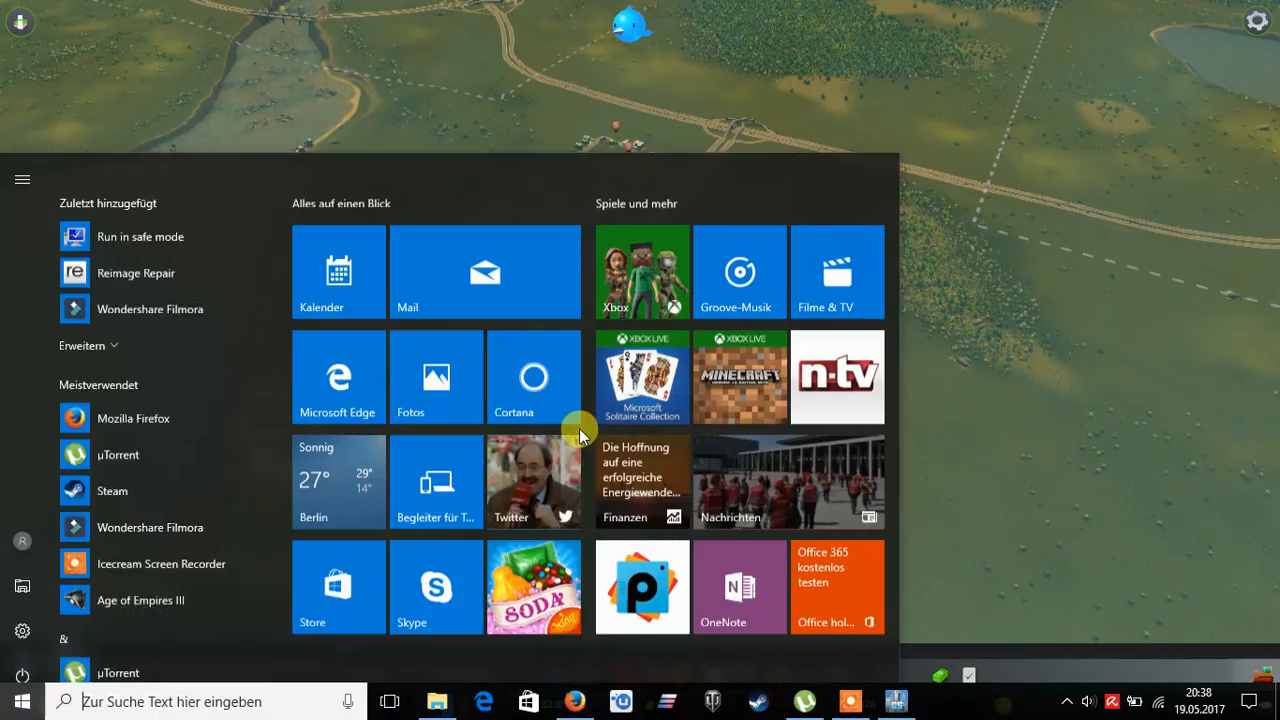 Zuletzt hinzugefügt
Run in safe mode
re
Reimage Repair
Wondershare Filmora
Erweitern
Meistverwendet
Mozilla Firefox
µTorrent
Steam
Wondershare Filmora
Icecream Screen Recorder
Age of Empires III
&
µTorrent
Alles auf einen Blick
Kalender
Mail
Microsoft Edge
Fotos
Cortana
Sonnig
27° 29°
14°
Berlin
Begleiter für T...
Twitter
Store
Skype
SODA
Spiele und mehr
Xbox
Groove-Musik
Filme & TV
XBOX LIVE
Microsoft
Solitaire Collection
XBOX LIVE
MINECRAFT
n-tv
Die Hoffnung
auf eine
erfolgreiche
Energiewende...
Finanzen
Nachrichten
p
OneNote
Office 365
kostenlos
testen
Office hol...
Zur Suche Text hier eingeben
20:38
19.05.2017